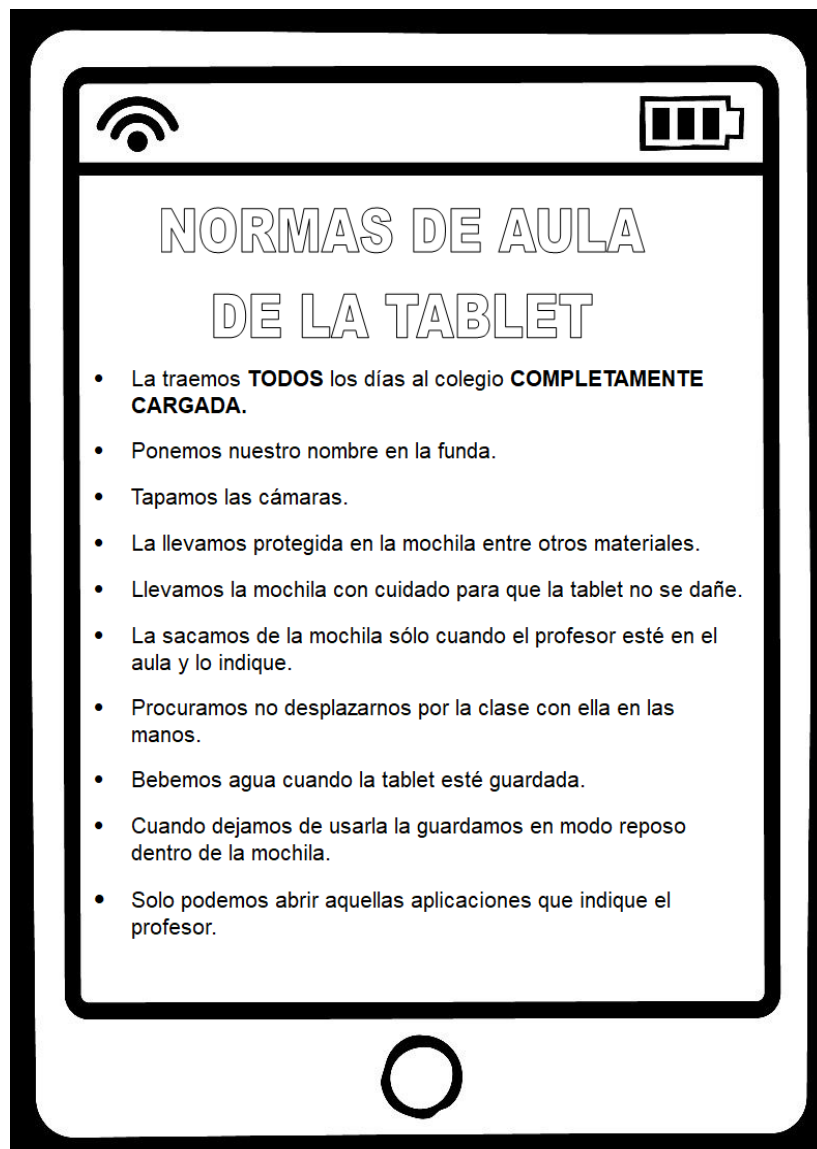 NORMAS DE AULA
DE LA TABLET
• La traemos TODOS los días al colegio COMPLETAMENTE
CARGADA.
• Ponemos nuestro nombre en la funda.
• Tapamos las cámaras.
• La llevamos protegida en la mochila entre otros materiales.
• Llevamos la mochila con cuidado para que la tablet no se dañe.
• La sacamos de la mochila sólo cuando el profesor esté en el
aula y lo indique.
• Procuramos no desplazarnos por la clase con ella en las
manos.
• Bebemos agua cuando la tablet esté guardada.
• Cuando dejamos de usarla la guardamos en modo reposo
dentro de la mochila.
• Solo podemos abrir aquellas aplicaciones que indique el
profesor.